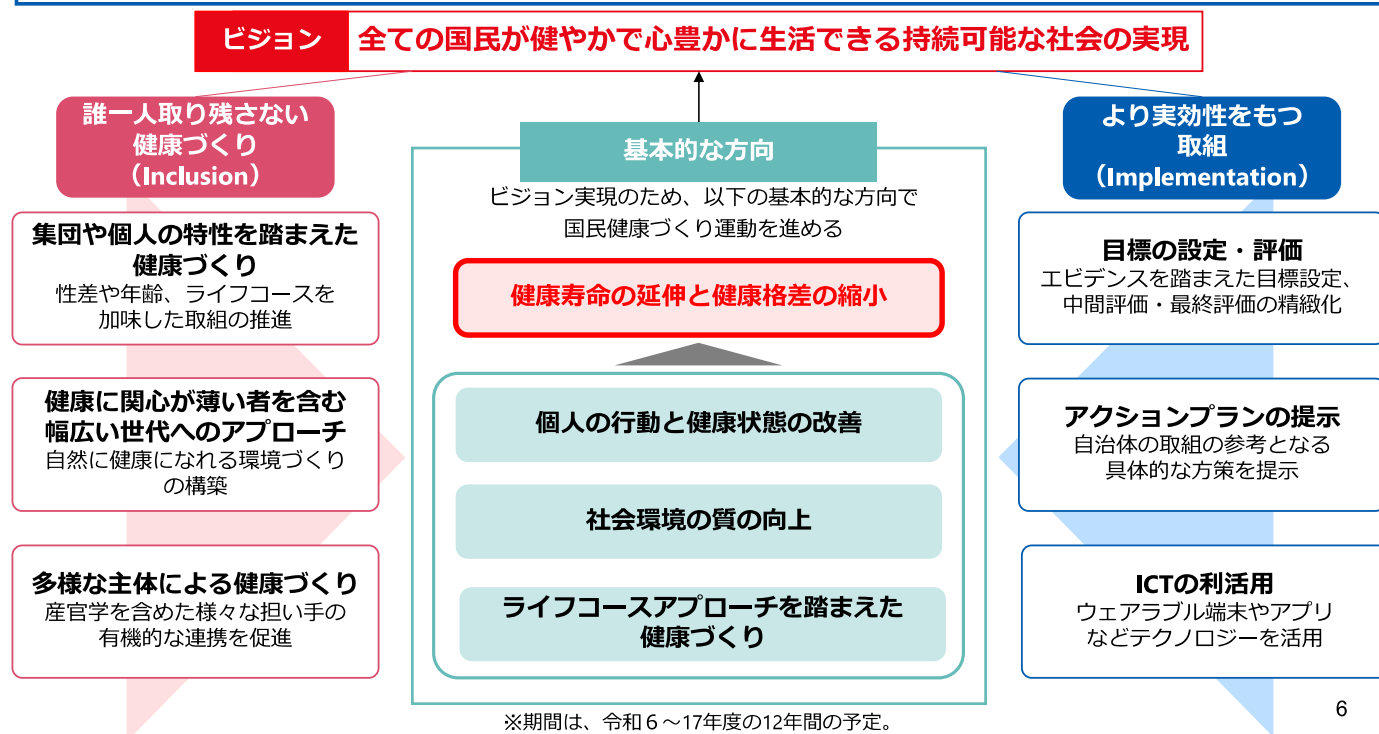 ビジョン
全ての国民が健やかで心豊かに生活できる持続可能な社会の実現
誰一人取り残さない
健康づくり
（Inclusion）
集団や個人の特性を踏まえた
健康づくり
性差や年齢、ライフコースを
加味した取組の推進
健康に関心が薄い者を含む
幅広い世代へのアプローチ
自然に健康になれる環境づくり
の構築
多様な主体による健康づくり
産官学を含めた様々な担い手の
有機的な連携を促進
基本的な方向
ビジョン実現のため、以下の基本的な方向で
国民健康づくり運動を進める
健康寿命の延伸と健康格差の縮小
個人の行動と健康状態の改善
社会環境の質の向上
ライフコースアプローチを踏まえた
健康づくり
※期間は、令和６～17年度の12年間の予定。
より実効性をもつ
取組
（Implementation）
目標の設定・評価
エビデンスを踏まえた目標設定、
中間評価・最終評価の精緻化
アクションプランの提示
自治体の取組の参考となる
具体的な方策を提示
ICTの利活用
ウェアラブル端末やアプリ
などテクノロジーを活用
6